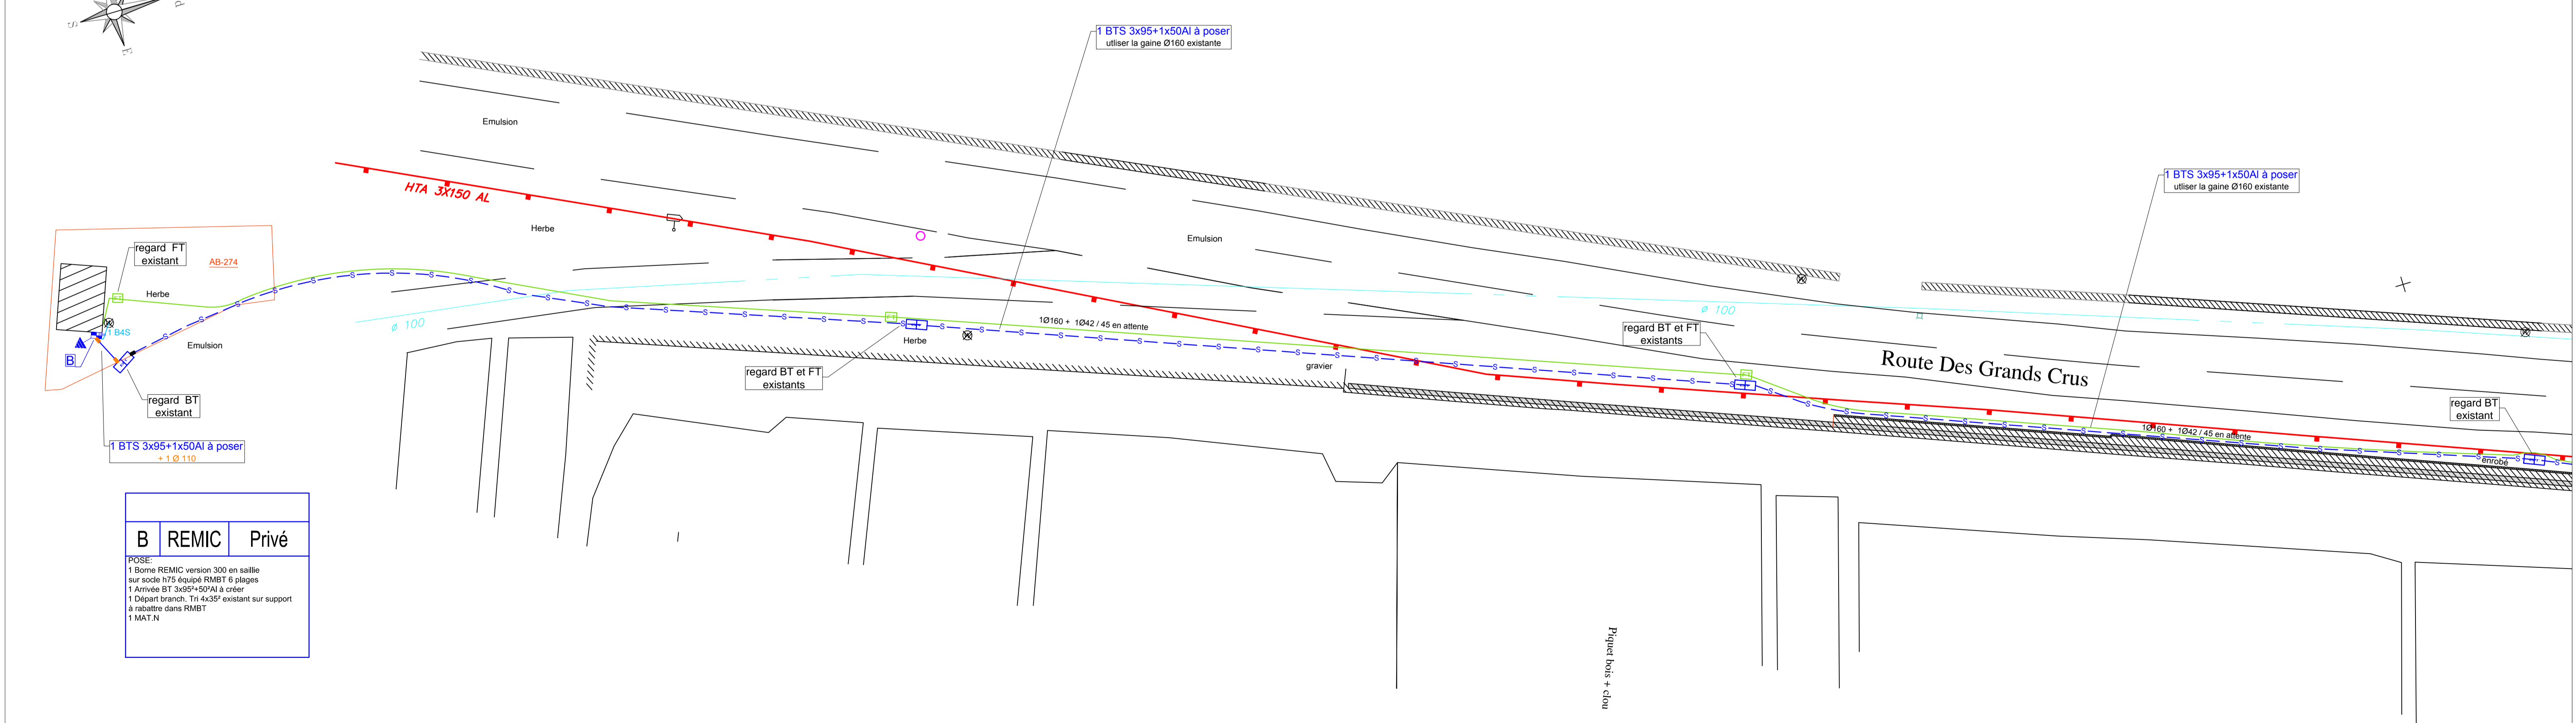 S
E
1 BTS 3x95+1x50Al à poser
utliser la gaine Ø160 existante
Emulsion
HTA 3X150 AL
Herbe
Emulsion
1 BTS 3x95+1x50Al à poser
utliser la gaine Ø160 existante
regard FT
existant
AB-274
Herbe
FT
1 B4S
B
Emulsion
ø 100
FT
1Ø160 + 1Ø42 / 45 en attente
Herbe
regard BT et FT
existants
gravier
regard BT et FT
existants
ø 100
FT
Route Des Grands Crus
1Ø160 + 1Ø42 / 45 en attente
enrobé
regard BT
existant
regard BT
existant
1 BTS 3x95+1x50Al à poser
+ 1 Ø 110
B REMIC Privé
POSE:
1 Borne REMIC version 300 en saillie
sur socle h75 équipé RMBT 6 plages
1 Arrivée BT 3x95²+50²Al à créer
1 Départ branch. Tri 4x35² existant sur support
à rabattre dans RMBT
1 MAT.N
Piquet bois + clou